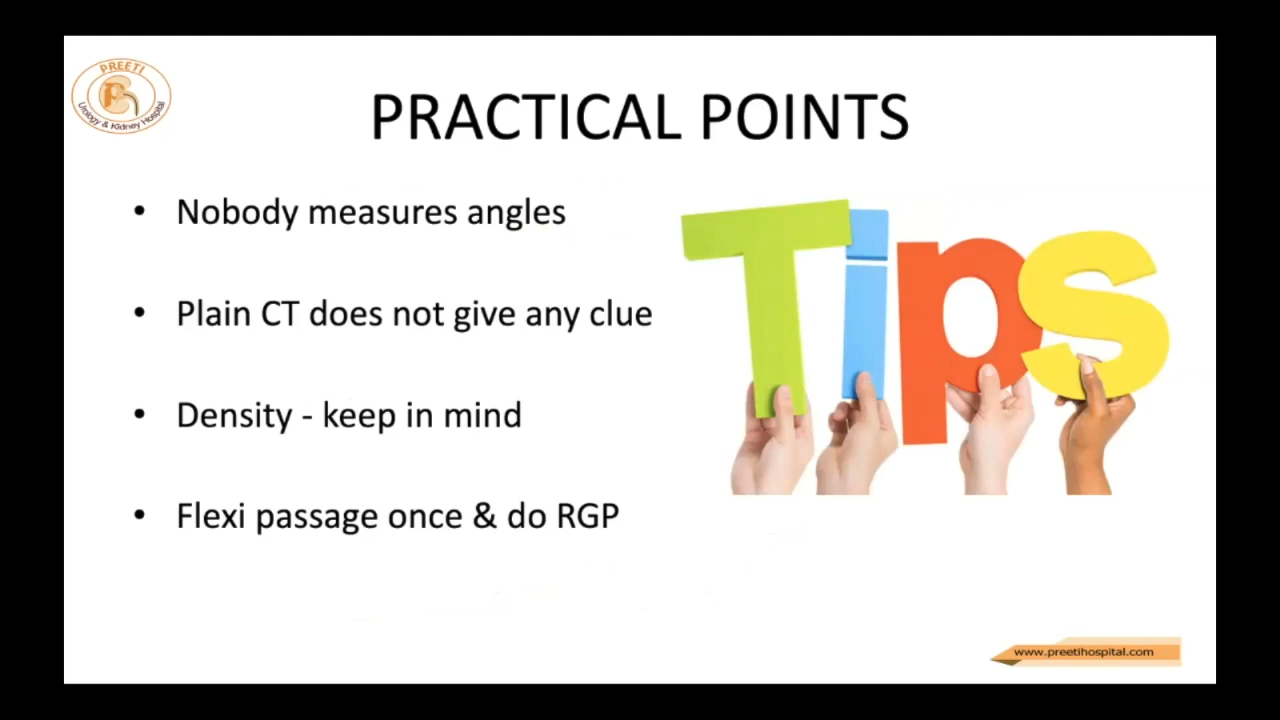 PREETI
Urology & Kidney Hospital
PRACTICAL POINTS
• Nobody measures angles
• Plain CT does not give any clue
• Density - keep in mind
• Flexi passage once & do RGP
Tips
www.preetihospital.com